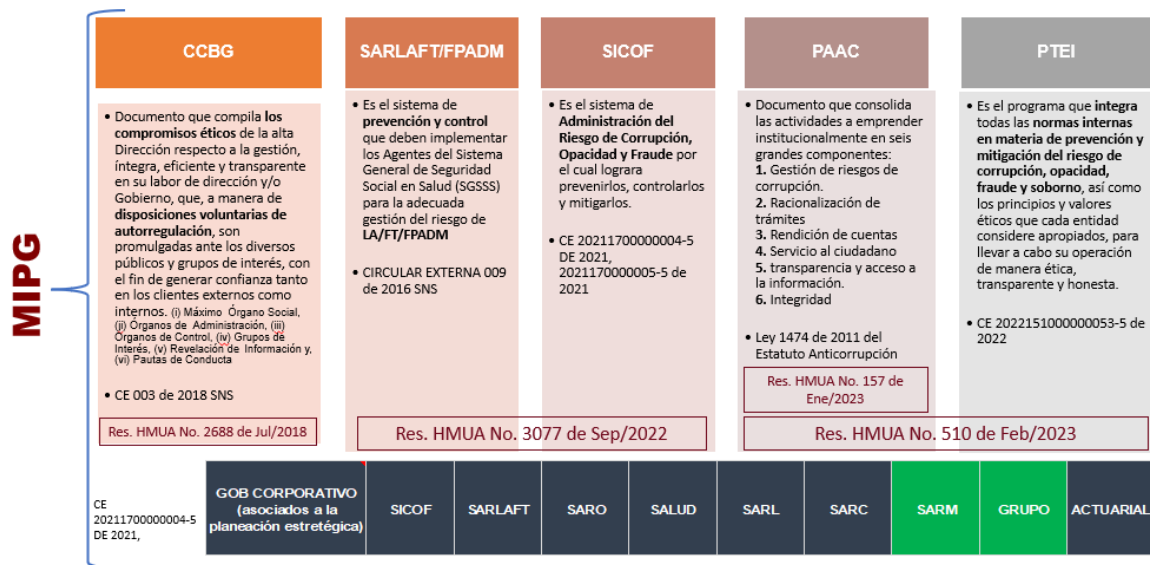 MIPG
CCBG
• Documento que compila los
compromisos éticos de la alta
Dirección respecto a la gestión,
íntegra, eficiente y transparente
en su labor de dirección y/o
Gobierno, que, a manera de
disposiciones voluntarias de
autorregulación, son
promulgadas ante los diversos
públicos y grupos de interés, con
el fin de generar confianza tanto
en los clientes externos como
internos. (i) Máximo Órgano Social,
(ji) Órganos de Administración, (iii)
Órganos de Control, (iv) Grupos de
Interés, (v) Revelación de Información y,
(vi) Pautas de Conducta
• CE 003 de 2018 SNS
Res. HMUA No. 2688 de Jul/2018
SARLAFT/FPADM
• Es el sistema de
prevención y control
que deben implementar
los Agentes del Sistema
General de Seguridad
Social en Salud (SGSSS)
para la adecuada
gestión del riesgo de
LA/FT/FPADM
• CIRCULAR EXTERNA 009
de 2016 SNS
SICOF
• Es el sistema de
Administración del
Riesgo de Corrupción,
Opacidad y Fraude por
el cual lograra
prevenirlos, controlarlos
y mitigarlos.
• CE 20211700000004-5
DE 2021,
2021170000005-5 de
2021
Res. HMUA No. 3077 de Sep/2022
PAAC
• Documento que consolida
las actividades a emprender
institucionalmente en seis
grandes componentes:
1. Gestión de riesgos de
corrupción.
2. Racionalización de
trámites
3. Rendición de cuentas
4. Servicio al ciudadano
5. transparencia y acceso a
la información.
6. Integridad
• Ley 1474 de 2011 del
Estatuto Anticorrupción
Res. HMUA No. 157 de
Ene/2023
PTEI
• Es el programa que integra
todas las normas internas
en materia de prevención y
mitigación del riesgo de
corrupción, opacidad,
fraude y soborno, así como
los principios y valores
éticos que cada entidad
considere apropiados, para
llevar a cabo su operación
de manera ética,
transparente y honesta.
• CE 2022151000000053-5 de
2022
Res. HMUA No. 510 de Feb/2023
CE
20211700000004-5
DE 2021,
GOB CORPORATIVO
(asociados a la
planeación estretégica)
SICOF
SARLAFT
SARO
SALUD
SARL
SARC
SARM
GRUPO
ACTUARIAL